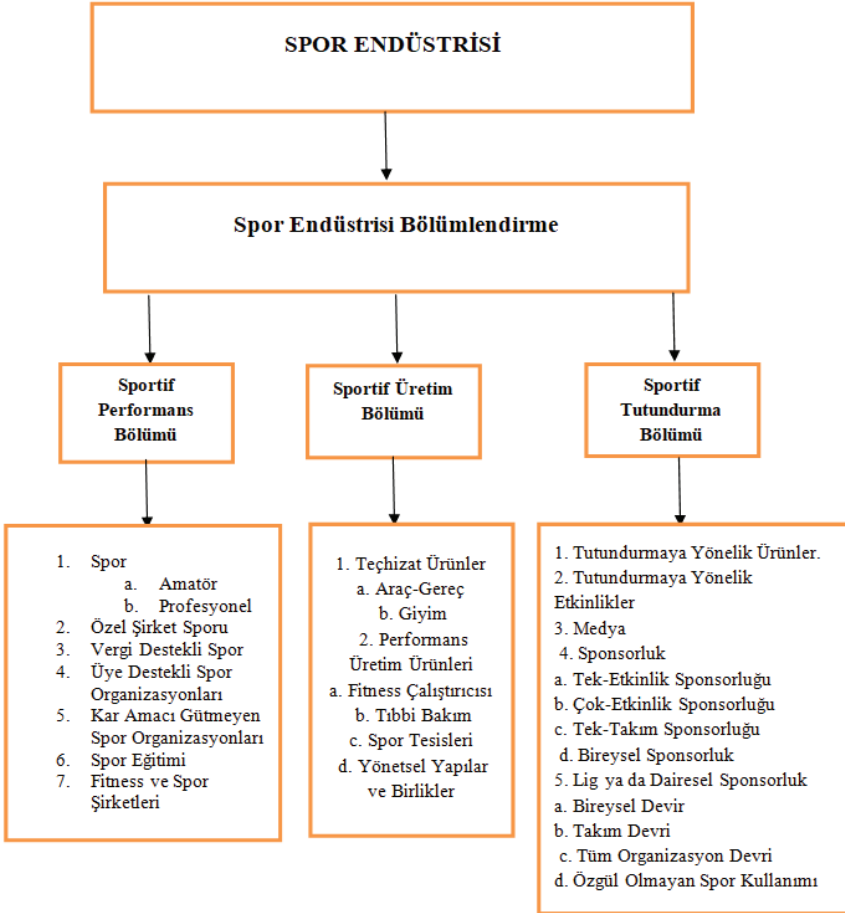 SPOR ENDÜSTRİSİ
Spor Endüstrisi Bölümlendirme
Sportif
Performans
Bölümü
Sportif Üretim
Bölümü
Sportif
Tutundurma
Bölümü
1. Spor
a. Amatör
b. Profesyonel
2. Özel Şirket Sporu
3. Vergi Destekli Spor
4. Üye Destekli Spor
Organizasyonları
5. Kar Amacı Gütmeyen
Spor Organizasyonları
6. Spor Eğitimi
7. Fitness ve Spor
Şirketleri
1. Teçhizat Ürünler
a. Araç-Gereç
b. Giyim
2. Performans
Üretim Ürünleri
a. Fitness Çalıştırıcısı
b. Tıbbi Bakım
c. Spor Tesisleri
d. Yönetsel Yapılar
ve Birlikler
1. Tutundurmaya Yönelik Ürünler.
2. Tutundurmaya Yönelik
Etkinlikler
3. Medya
4. Sponsorluk
a. Tek-Etkinlik Sponsorluğu
b. Çok-Etkinlik Sponsorluğu
c. Tek-Takım Sponsorluğu
d. Bireysel Sponsorluk
5. Lig ya da Dairesel Sponsorluk
a. Bireysel Devir
b. Takım Devri
c. Tüm Organizasyon Devri
d. Özgül Olmayan Spor Kullanımı